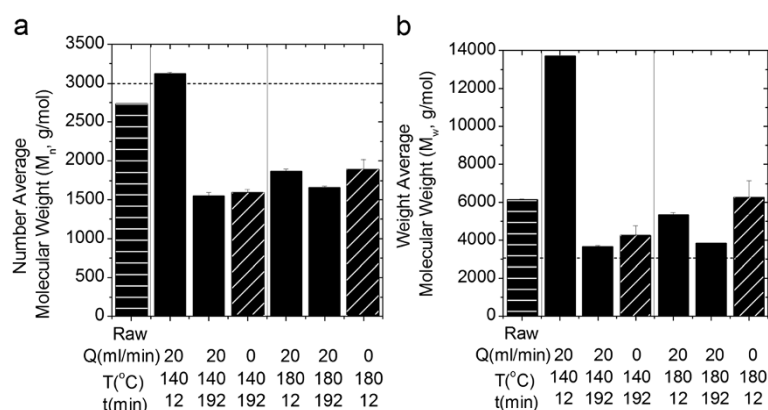 a
Number Average
Molecular Weight (Mn, g/mol)
3500
3000
2500
2000
1500
1000
500
0
Raw
Q(ml/min) 20 20 0 20 20 0
T(°C) 140 140 140 180 180 180
t(min) 12 192 192 12 192 12
b
Weight Average
Molecular Weight (Mw, g/mol)
14000
12000
10000
8000
6000
4000
2000
0
Raw
20 20 0 20 20 0
140 140 140 180 180 180
12 192 192 12 192 12